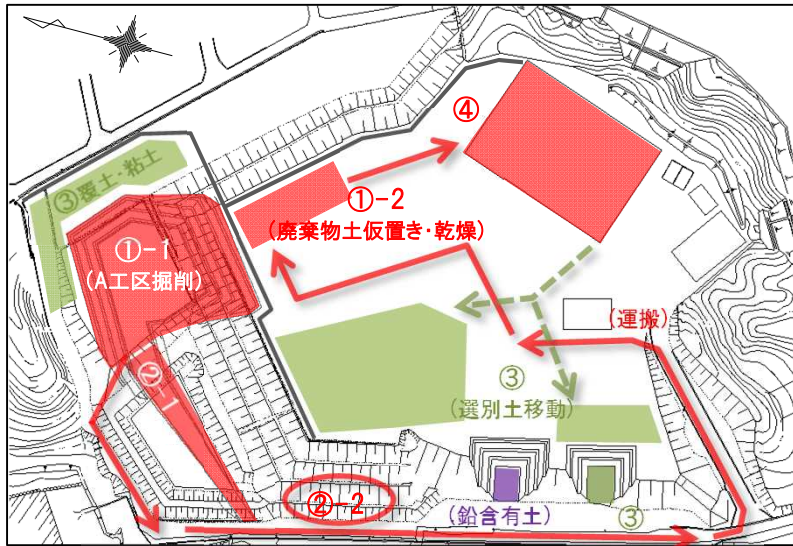 ④
③覆土・粘土
①-2
(廃棄物土仮置き・乾燥)
①-1
(A工区掘削)
(運搬)
②-1
③
(選別土移動)
②-2
(鉛含有土)
③